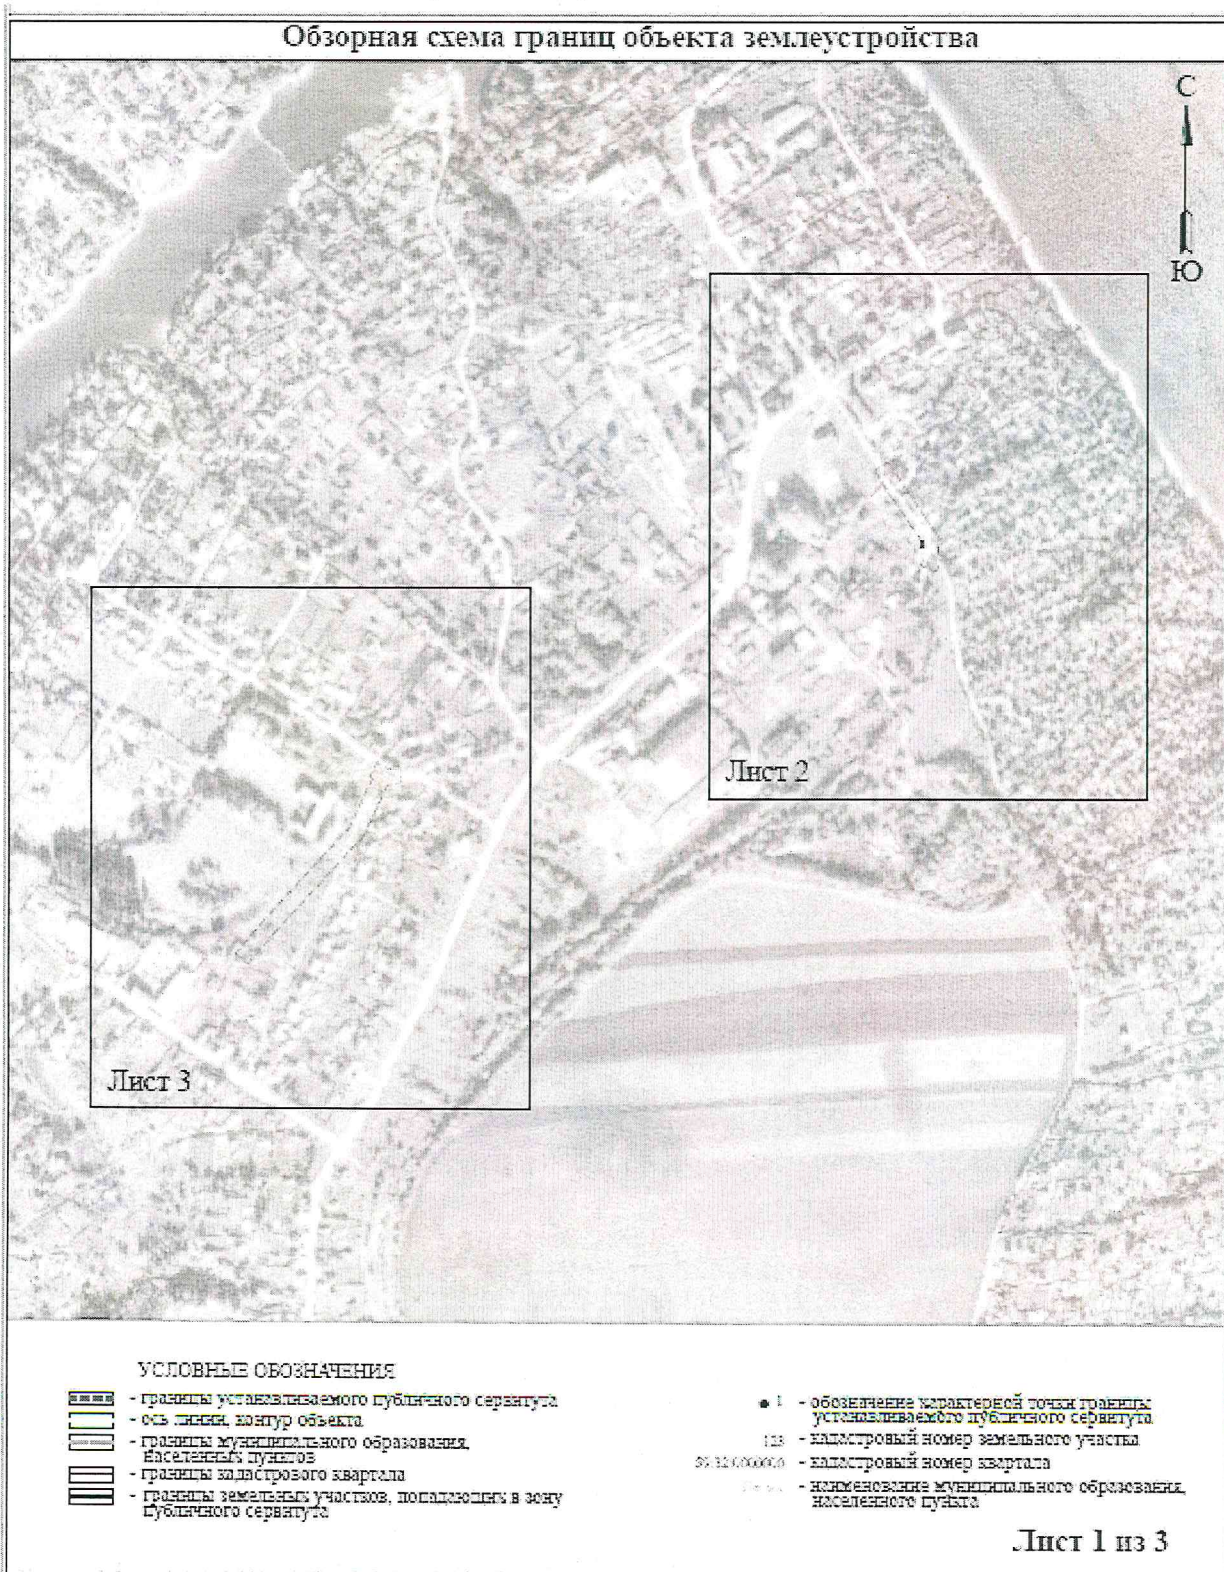 Обзорная схема границ объекта землеустройства
С
Ю
Лист 2
Лист 3
УСЛОВНЫЕ ОБОЗНАЧЕНИЯ
- границы устанавливаемого публичного сервитута
- ось линии, контур объекта
- границы муниципального образования,
населенных пунктов
- границы кадастрового квартала
- границы земельных участков, попадающих в зону
публичного сервитута
1 - обозначение характерной точки границы
устанавливаемого публичного сервитута
123 - кадастровый номер земельного участка
- кадастровый номер квартала
- наименование муниципального образования,
населенного пункта
Лист 1 из 3